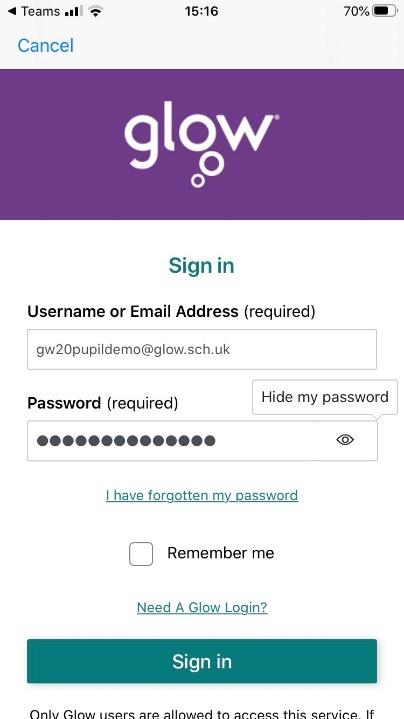 Teams 15:16 70%
Cancel
glow®
Sign in
Username or Email Address (required)
gw20pupildemo@glow.sch.uk
Hide my password
Password (required)
●●●●●●●●●●●●●●
I have forgotten my password
Remember me
Need A Glow Login?
Sign in
Only Glow users are allowed to access this service. If